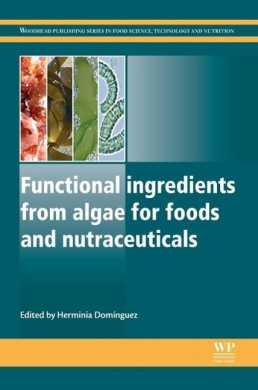 WOODHEAD PUBLISHING SERIES IN FOOD SCIENCE, TECHNOLOGY AND NUTRITION
Functional ingredients
from algae for foods
and nutraceuticals
Edited by Herminia Domínguez
WP